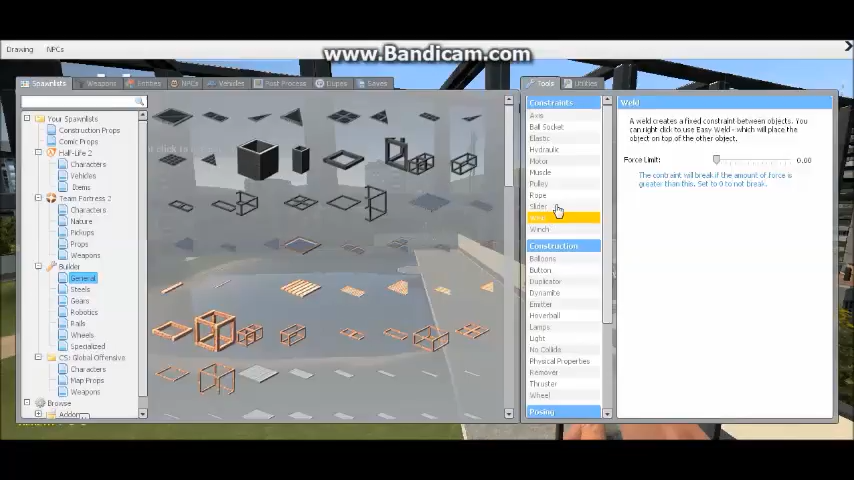 www.Bandicam.com
Drawing NPCs
Spawnlists Weapons Entities NPCs Vehicles Post Process Dupes Saves Tools Utilities
Your Spawnlists
Construction Props
Comic Props
Half-Life 2
Characters
Vehicles
Items
Team Fortress 2
Characters
Nature
Pickups
Props
Weapons
Builder
General
Steels
Gears
Robotics
Rails
Wheels
Specialized
CS: Global Offensive
Characters
Map Props
Weapons
Browse
Constraints
Axis
Ball Socket
Elastic
Hydraulic
Motor
Muscle
Pulley
Rope
Slider
Winch
Construction
Balloons
Button
Duplicator
Dynamite
Emitter
Hoverball
Lamps
Light
No Collide
Physical Properties
Remover
Thruster
Wheel
Posing
Weld
A weld creates a fixed constraint between objects. You
can right click to use Easy Weld - which will place the
object on top of the other object.
Force Limit: 0.00
The contraint will break if the amount of force is
greater than this. Set to 0 to not break.